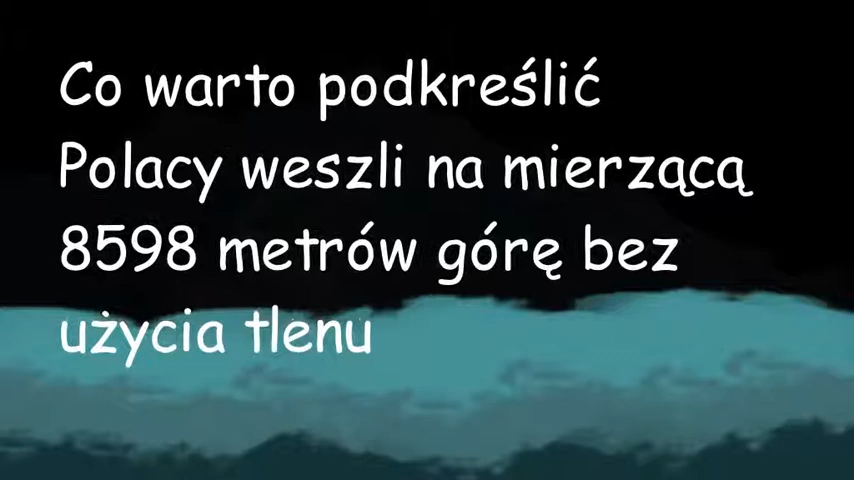 Co warto podkreślić
Polacy weszli na mierzącą
8598 metrów górę bez
użycia tlenu